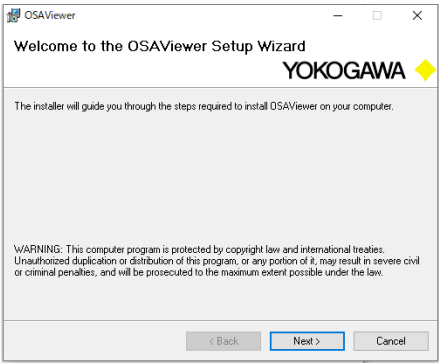 OSAViewer
Welcome to the OSAViewer Setup Wizard
YOKOGAWA
The installer will guide you through the steps required to install OSAViewer on your computer.
WARNING: This computer program is protected by copyright law and international treaties.
Unauthorized duplication or distribution of this program, or any portion of it, may result in severe civil
or criminal penalties, and will be prosecuted to the maximum extent possible under the law.
< Back Next > Cancel